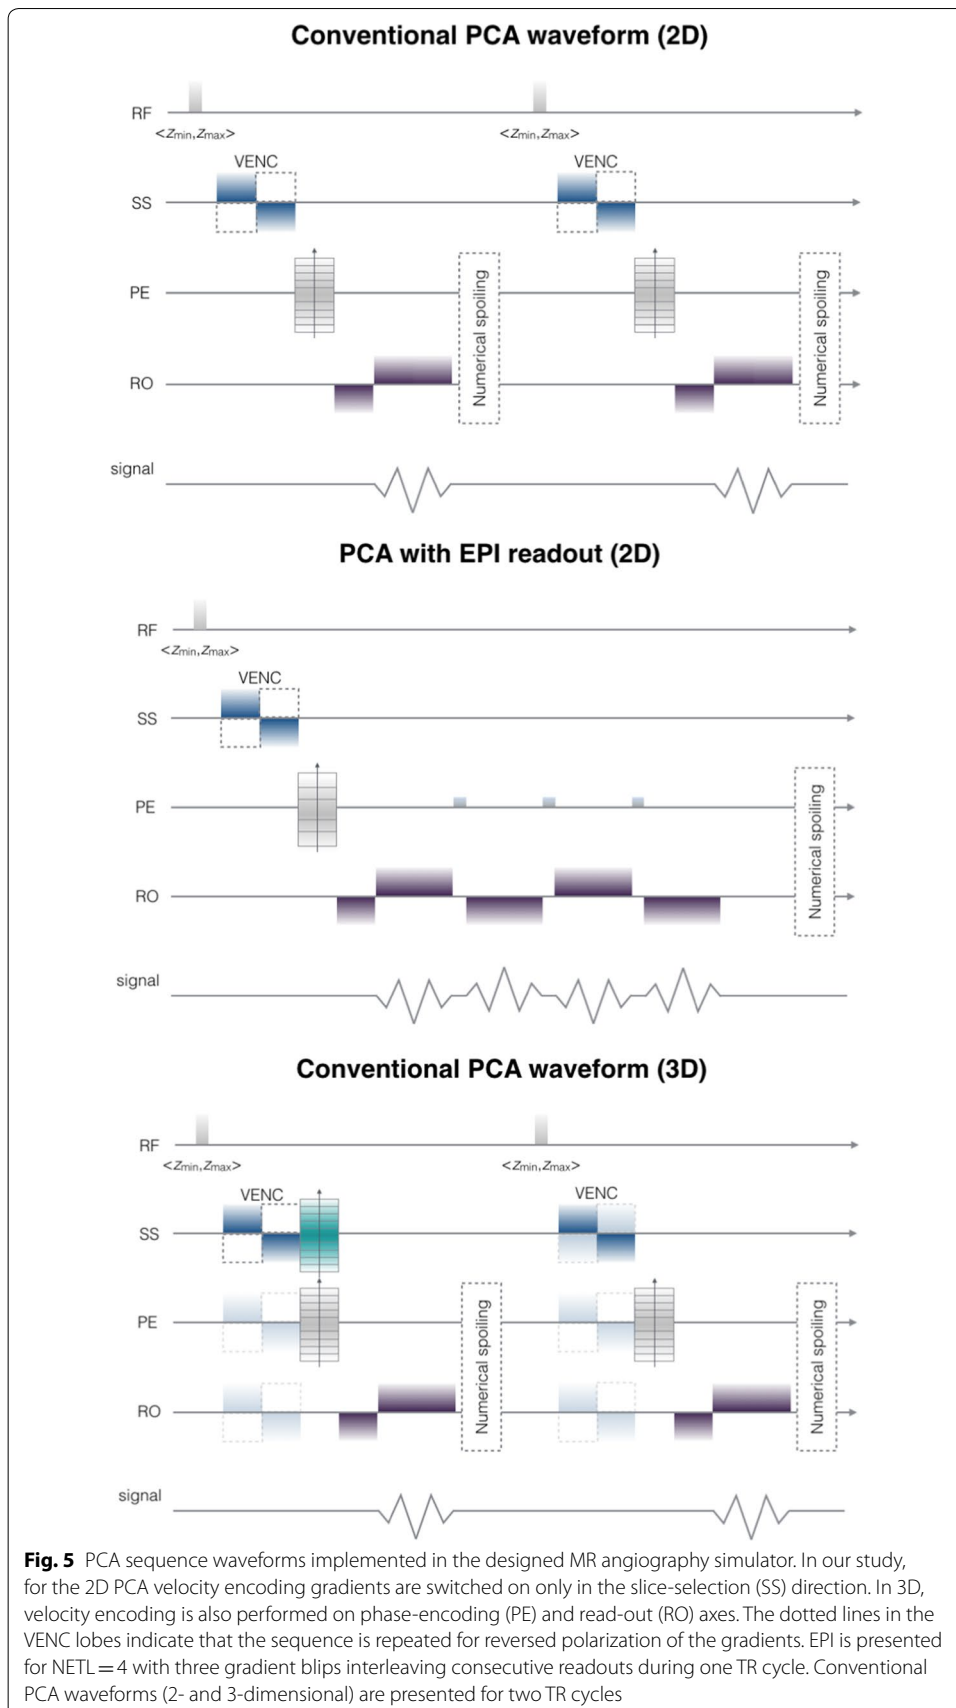 Conventional PCA waveform (2D)
RF
<Zmin,Zmax>
<Zmin,Zmax>
VENC
VENC
SS
PE
Numerical spoiling
Numerical spoiling
RO
signal
PCA with EPI readout (2D)
RF
<Zmin,Zmax>
VENC
SS
PE
Numerical spoiling
RO
signal
Conventional PCA waveform (3D)
RF
<Zmin,Zmax>
<Zmin,Zmax>
VENC
VENC
SS
PE
Numerical spoiling
Numerical spoiling
RO
signal
Fig. 5 PCA sequence waveforms implemented in the designed MR angiography simulator. In our study,
for the 2D PCA velocity encoding gradients are switched on only in the slice-selection (SS) direction. In 3D,
velocity encoding is also performed on phase-encoding (PE) and read-out (RO) axes. The dotted lines in the
VENC lobes indicate that the sequence is repeated for reversed polarization of the gradients. EPI is presented
for NETL = 4 with three gradient blips interleaving consecutive readouts during one TR cycle. Conventional
PCA waveforms (2- and 3-dimensional) are presented for two TR cycles